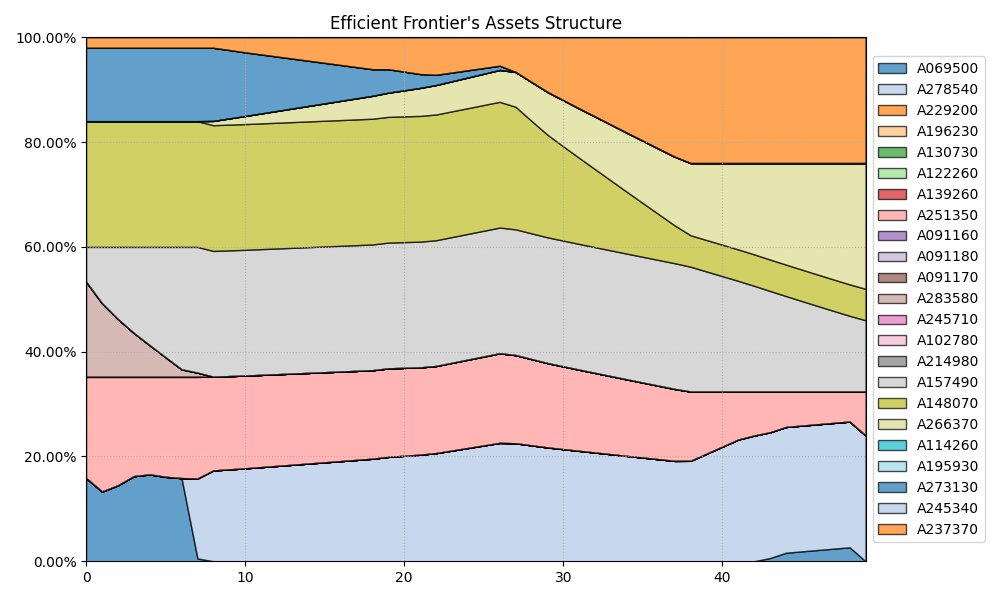 Efficient Frontier's Assets Structure
100.00%
80.00%
60.00%
40.00%
20.00%
0.00%
0 10 20 30 40
A069500
A278540
A229200
A196230
A130730
A122260
A139260
A251350
A091160
A091180
A091170
A283580
A245710
A102780
A214980
A157490
A148070
A266370
A114260
A195930
A273130
A245340
A237370